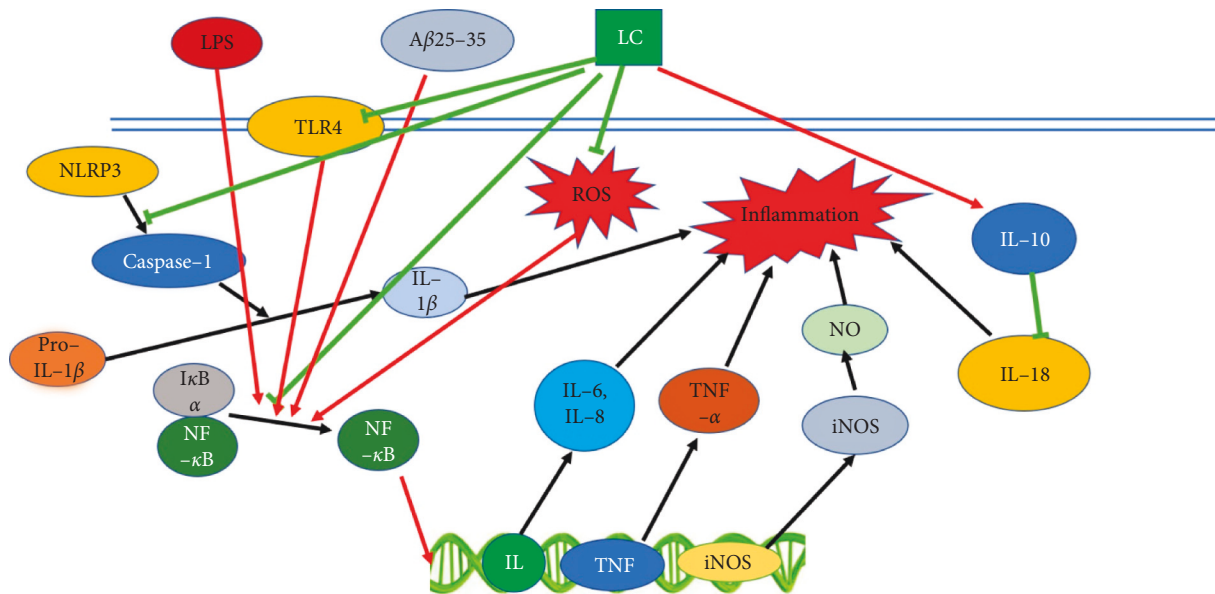 LPS
Aβ25–35
LC
TLR4
NLRP3
ROS
Inflammation
IL–10
Caspase–1
IL–
1β
NO
Pro–
IL–1β
IκB
α
IL–6,
IL–8
TNF
–α
IL–18
NF
–κB
NF
–κB
iNOS
IL
TNF
iNOS